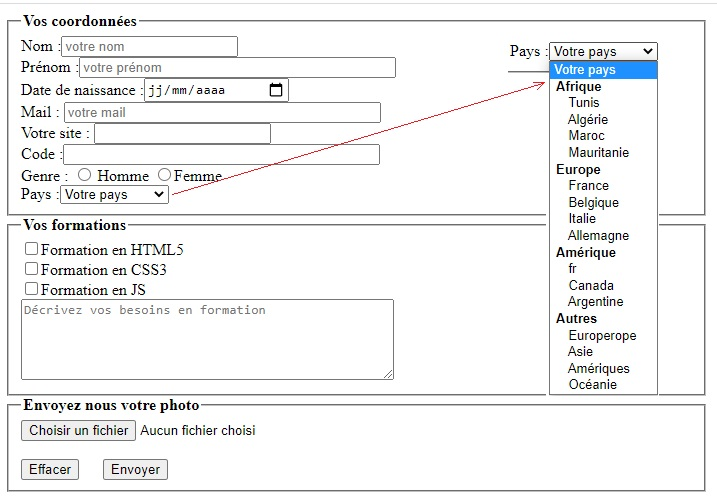 Vos coordonnées
Nom : votre nom
Prénom : votre prénom
Date de naissance : jj/mm/aaaa
Mail : votre mail
Votre site :
Code:
Genre : Homme Femme
Pays : Votre pays
Pays : Votre pays
Votre pays
Afrique
Tunis
Algérie
Maroc
Mauritanie
Europe
France
Belgique
Italie
Allemagne
Amérique
fr
Canada
Argentine
Autres
Europerope
Asie
Amériques
Océanie
Vos formations
Formation en HTML5
Formation en CSS3
Formation en JS
Décrivez vos besoins en formation
Envoyez nous votre photo
Choisir un fichier Aucun fichier choisi
Effacer Envoyer